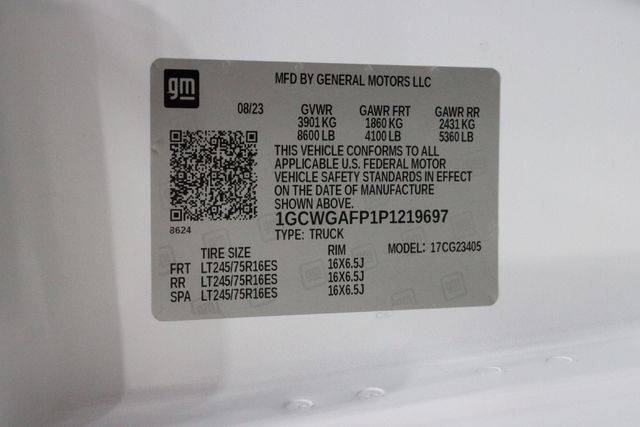 gm
MFD BY GENERAL MOTORS LLC
08/23 GVWR GAWR FRT GAWR RR
3901 KG 1860 KG 2431 KG
8600 LB 4100 LB 5360 LB
THIS VEHICLE CONFORMS TO ALL
APPLICABLE U.S. FEDERAL MOTOR
VEHICLE SAFETY STANDARDS IN EFFECT
ON THE DATE OF MANUFACTURE
SHOWN ABOVE.
8624
1GCWGAFP1P1219697
TYPE: TRUCK MODEL: 17CG23405
TIRE SIZE RIM
FRT LT245/75R16ES 16X6.5J
RR LT245/75R16ES 16X6.5J
SPA LT245/75R16ES 16X6.5J